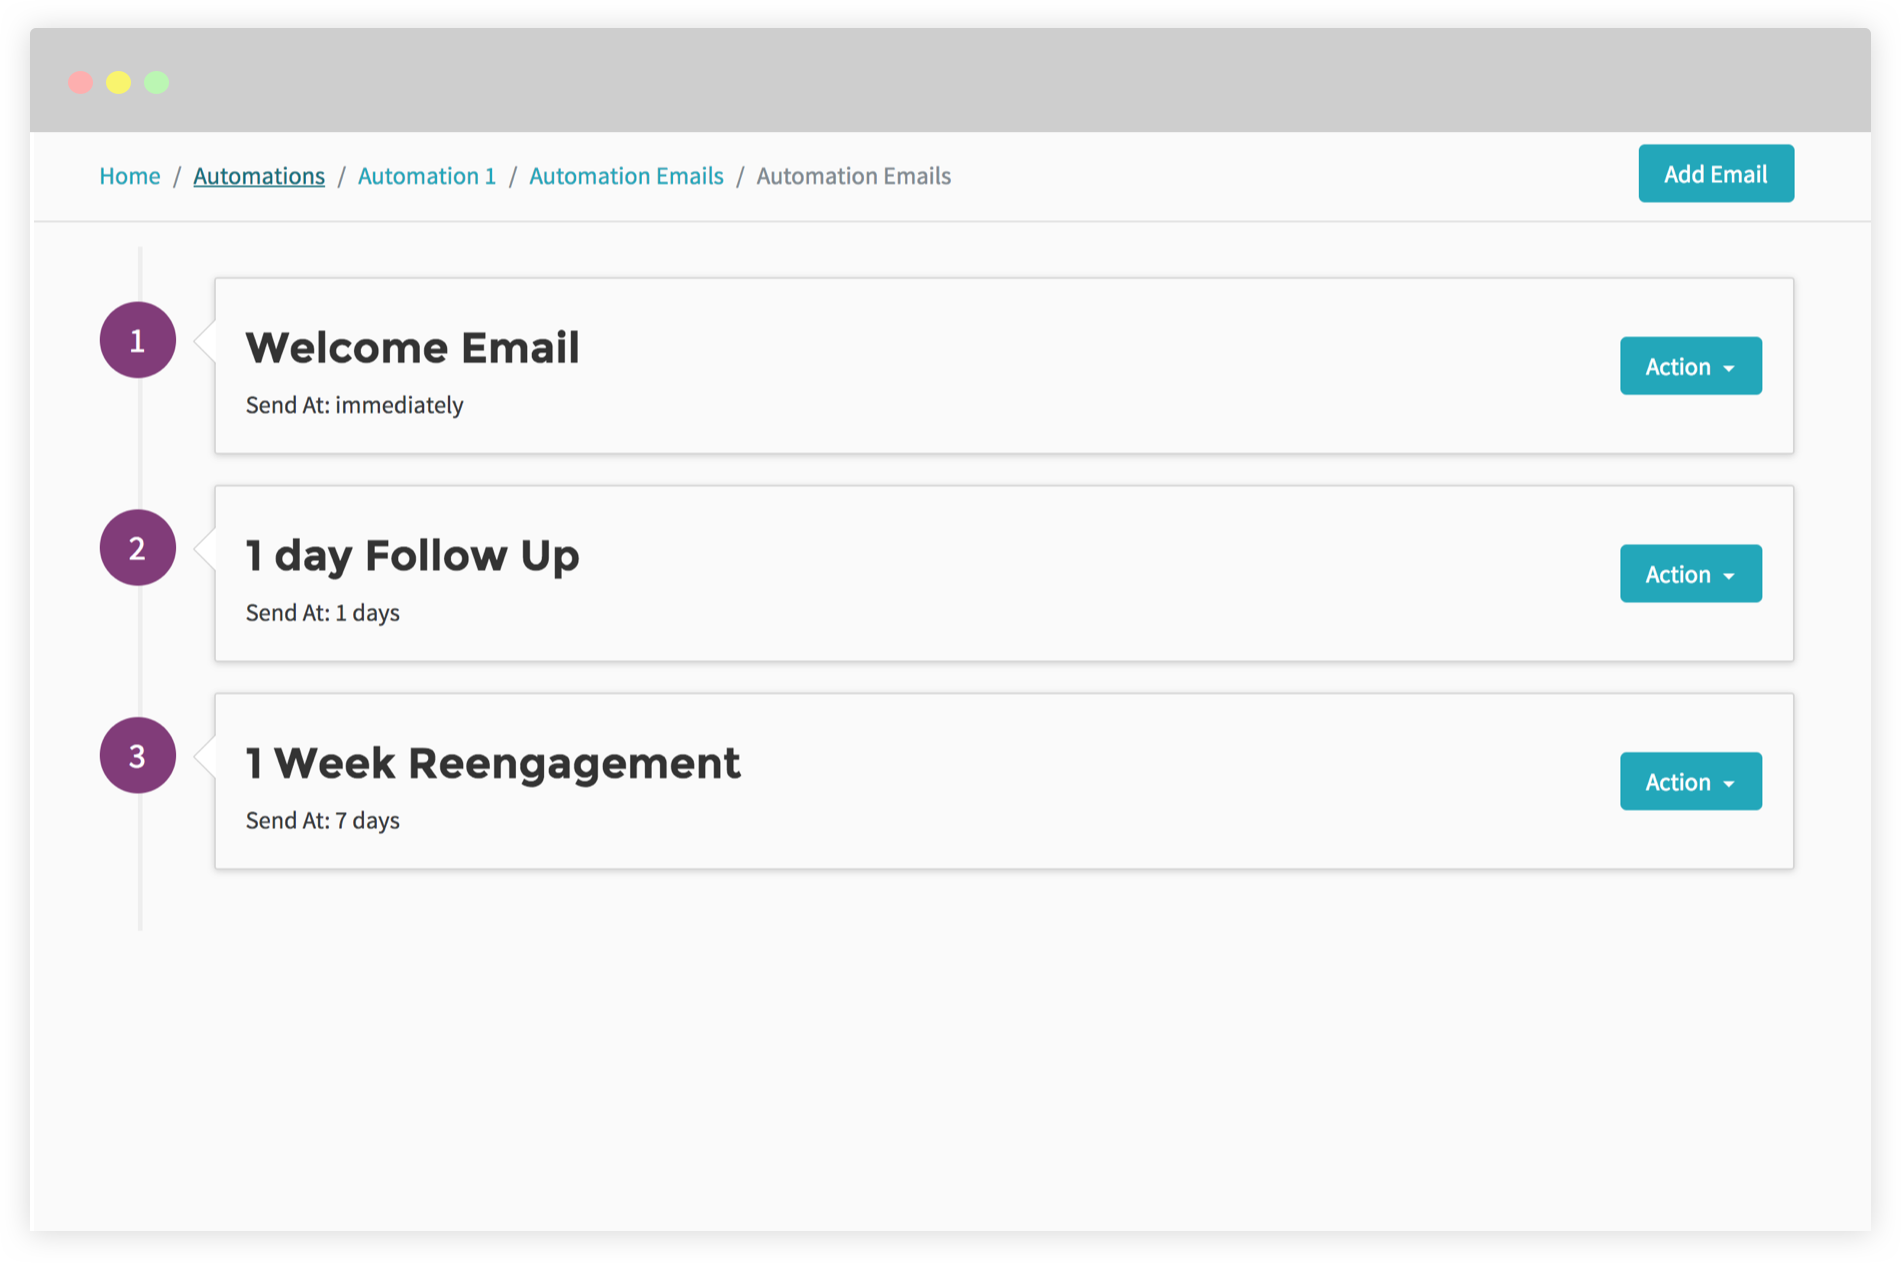 Home / Automations / Automation 1 / Automation Emails / Automation Emails
Add Email
1
Welcome Email
Send At: immediately
Action
2
1 day Follow Up
Send At: 1 days
Action
3
1 Week Reengagement
Send At: 7 days
Action